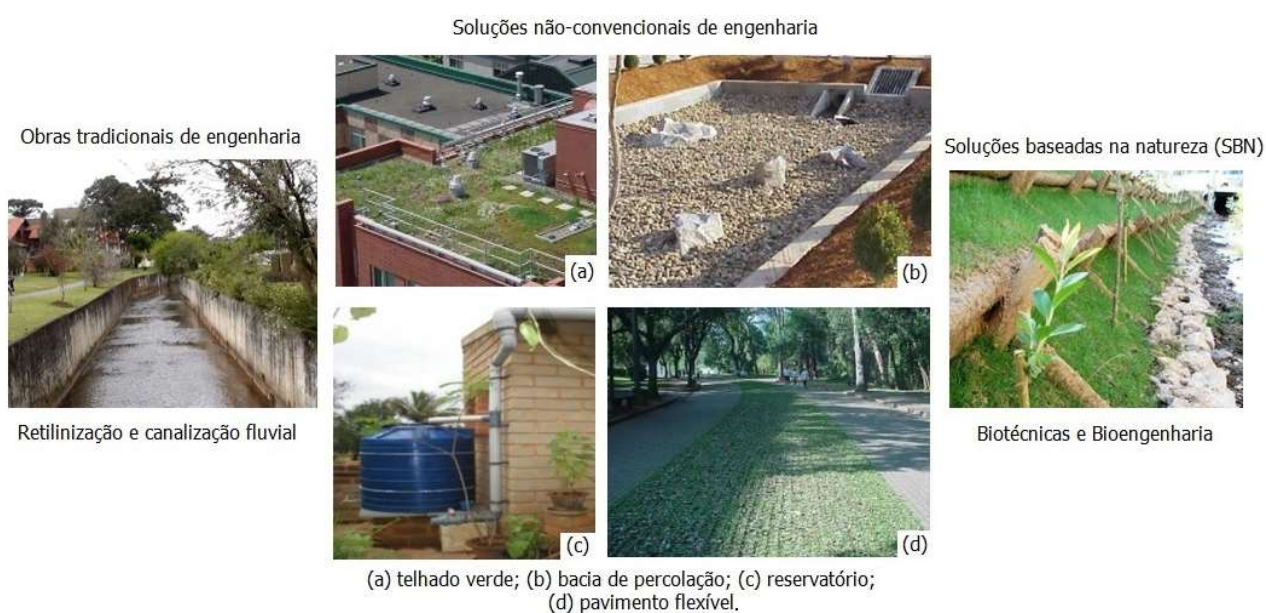 Soluções não-convencionais de engenharia
Obras tradicionais de engenharia
Soluções baseadas na natureza (SBN)
(a)
(b)
Retilinização e canalização fluvial
Biotécnicas e Bioengenharia
(c)
(d)
(a) telhado verde; (b) bacia de percolação; (c) reservatório;
(d) pavimento flexível.